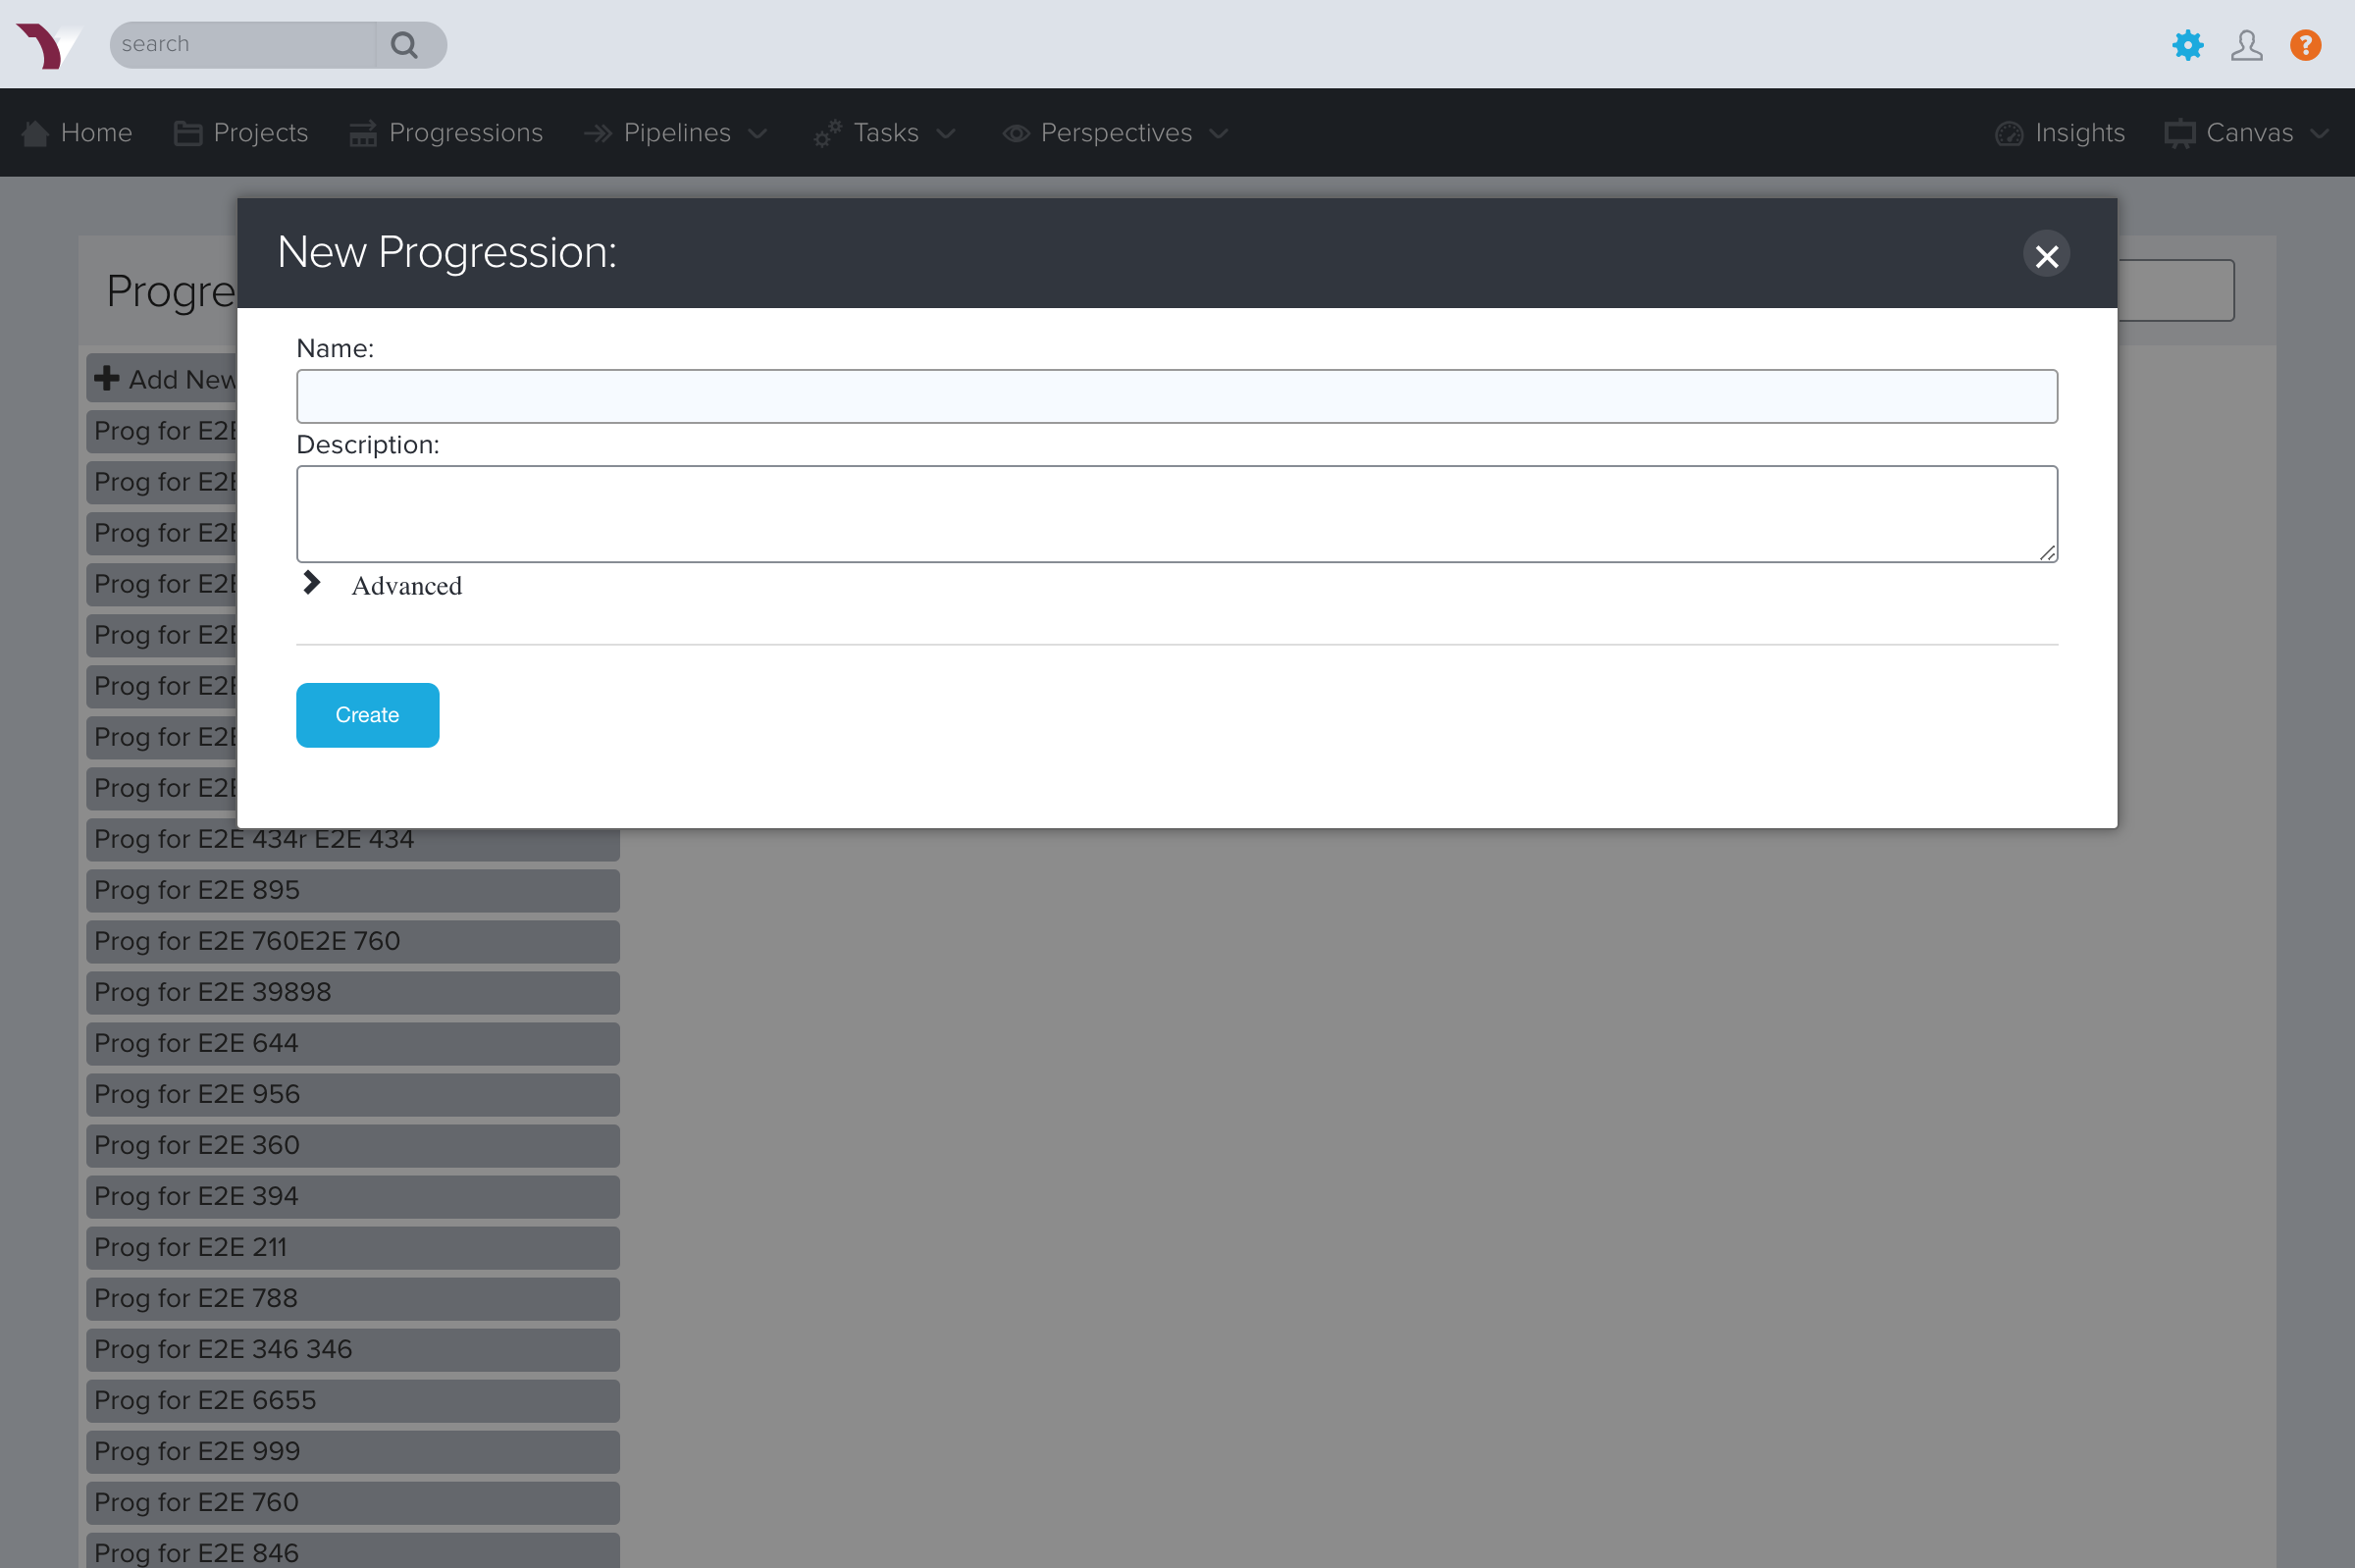 search
Home Projects Progressions Pipelines Tasks Perspectives Insights Canvas
New Progression:
Progre
Name:
Add New
Prog for E2E
Description:
Prog for E2E
Prog for E2E
Prog for E2E
Advanced
Prog for E2E
Prog for E2E
Create
Prog for E2E
Prog for E2E
Prog for E2E 434r E2E 434
Prog for E2E 895
Prog for E2E 760E2E 760
Prog for E2E 39898
Prog for E2E 644
Prog for E2E 956
Prog for E2E 360
Prog for E2E 394
Prog for E2E 211
Prog for E2E 788
Prog for E2E 346 346
Prog for E2E 6655
Prog for E2E 999
Prog for E2E 760
Prog for E2E 846